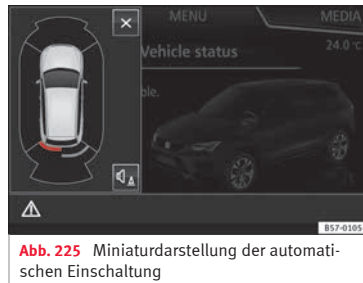 MENU
MEDIA
Vehicle status
24.0 °C
ble.
B57-0105
Abb. 225 Miniaturdarstellung der automati-
schen Einschaltung